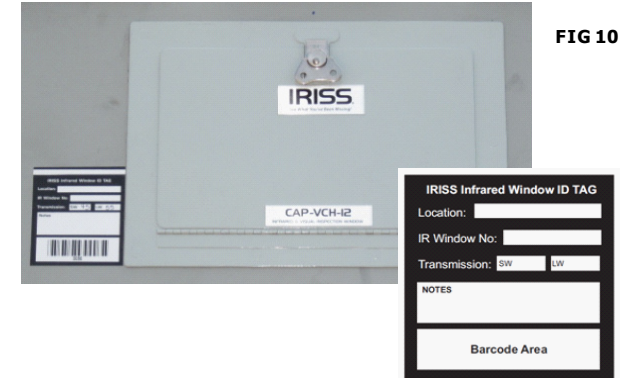 FIG 10
IRISS
CAP-VCH-12
IRISS Infrared Window ID TAG
Location:
IR Window No:
Transmission:
Notes
IRISS Infrared Window ID TAG
Location:
IR Window No:
Transmission: SW LW
NOTES
Barcode Area